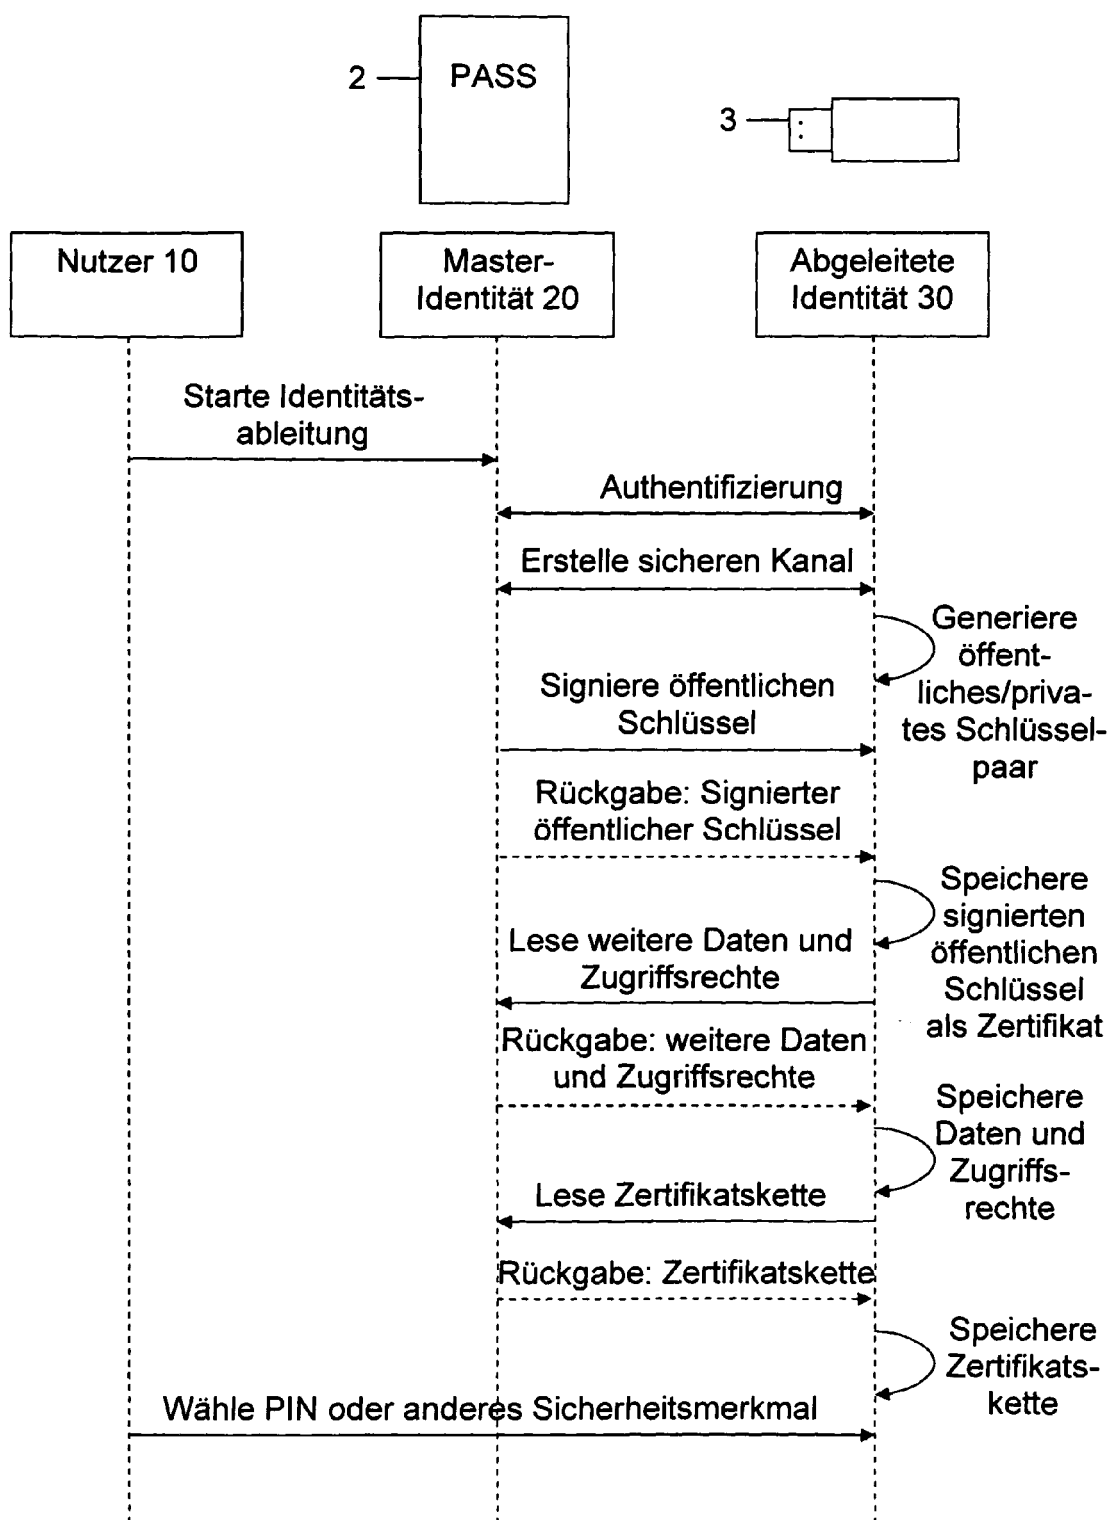 2
PASS
3
Nutzer 10
Master-
Identität 20
Abgeleitete
Identität 30
Starte Identitäts-
ableitung
Authentifizierung
Erstelle sicheren Kanal
Generiere
öffent-
liches/priva-
tes Schlüssel-
paar
Signiere öffentlichen
Schlüssel
Rückgabe: Signierter
öffentlicher Schlüssel
Speichere
signierten
öffentlichen
Schlüssel
als Zertifikat
Lese weitere Daten und
Zugriffsrechte
Rückgabe: weitere Daten
und Zugriffsrechte
Speichere
Daten und
Zugriffs-
rechte
Lese Zertifikatskette
Rückgabe: Zertifikatskette
Speichere
Zertifikats-
kette
Wähle PIN oder anderes Sicherheitsmerkmal